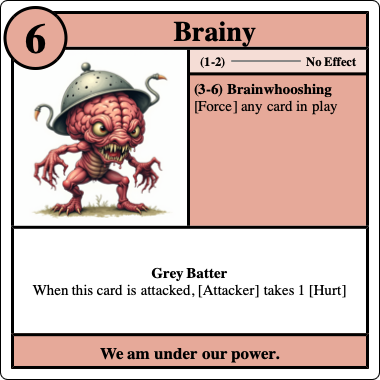 6
Brainy
(1-2) No Effect
(3-6) Brainwhooshing
[Force] any card in play
Grey Batter
When this card is attacked, [Attacker] takes 1 [Hurt]
We am under our power.